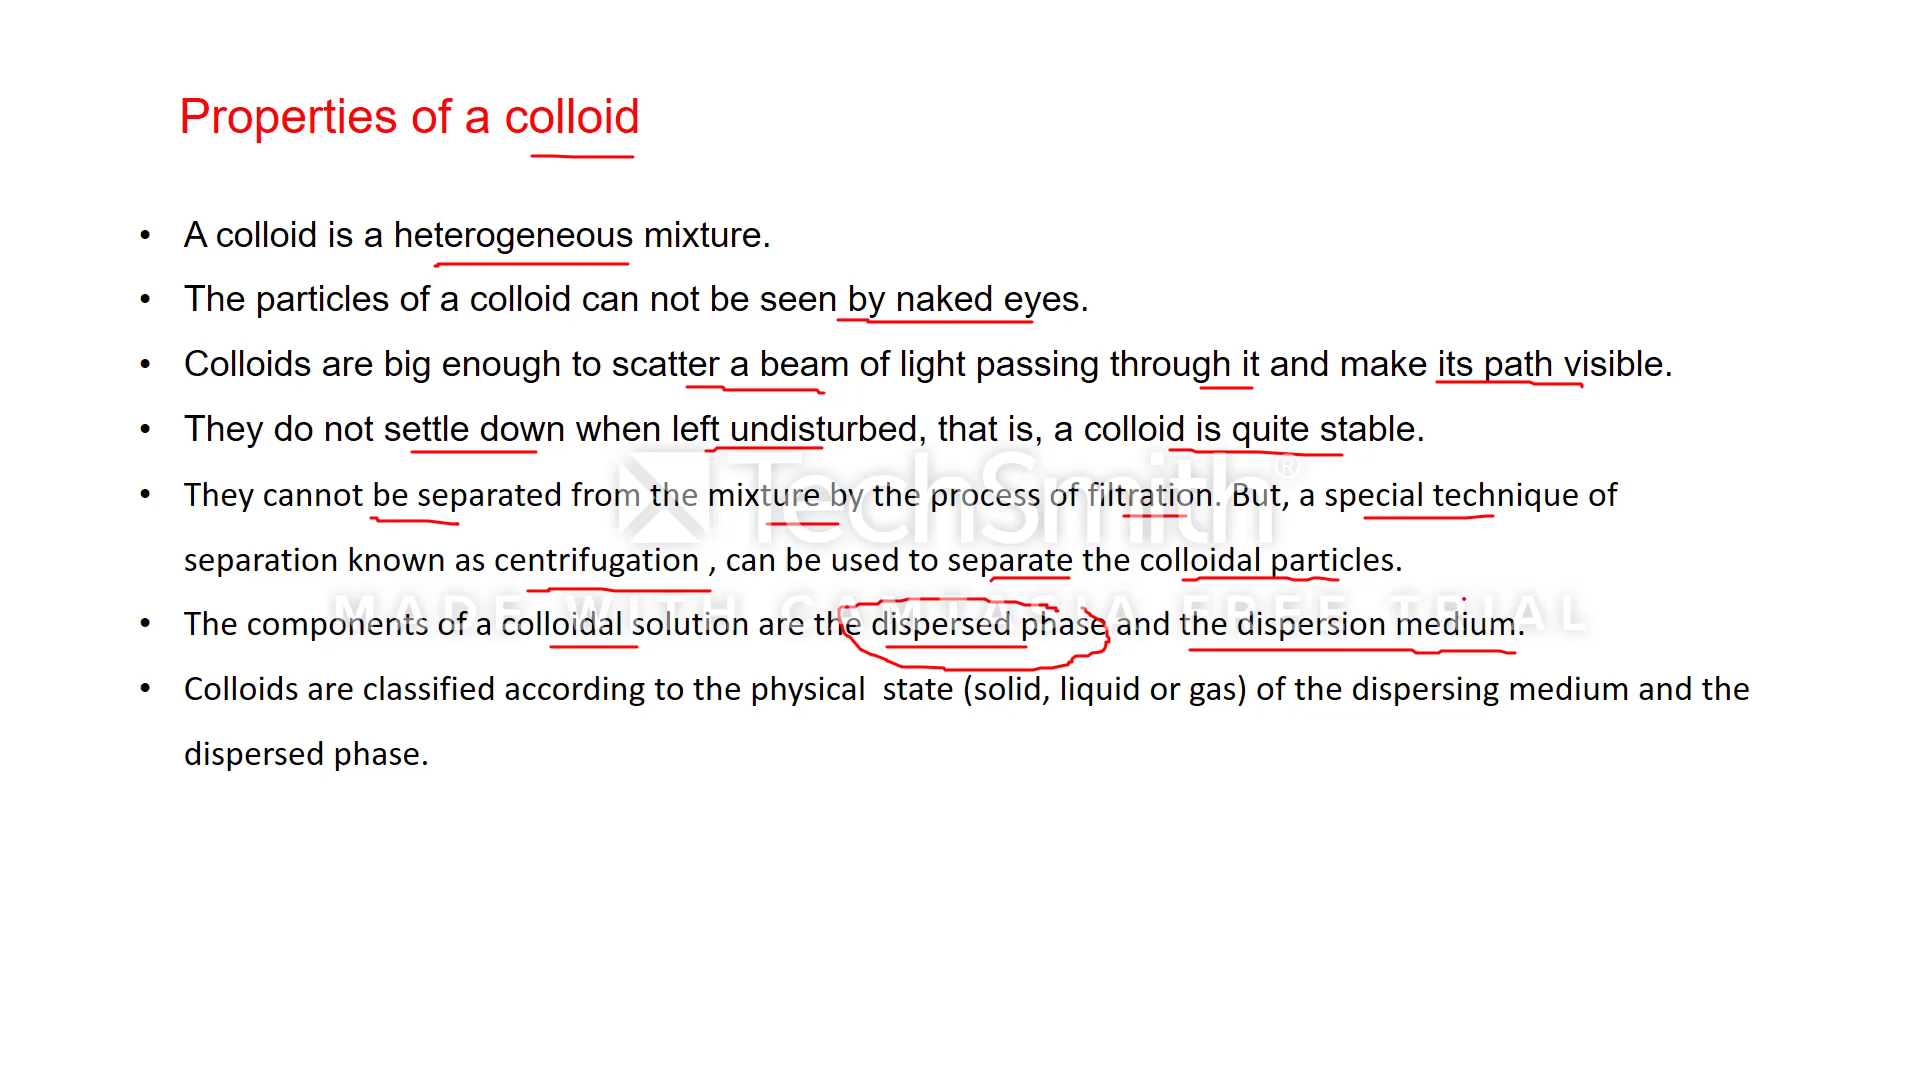 Properties of a colloid
• A colloid is a heterogeneous mixture.
• The particles of a colloid can not be seen by naked eyes.
• Colloids are big enough to scatter a beam of light passing through it and make its path visible.
• They do not settle down when left undisturbed, that is, a colloid is quite stable.
TechSmith®
• They cannot be separated from the mixture by the process of filtration. But, a special technique of
separation known as centrifugation , can be used to separate the colloidal particles.
MADE WITH CAMTASIA FREE TRIAL
• The components of a colloidal solution are the dispersed phase and the dispersion medium.
• Colloids are classified according to the physical  state (solid, liquid or gas) of the dispersing medium and the
dispersed phase.